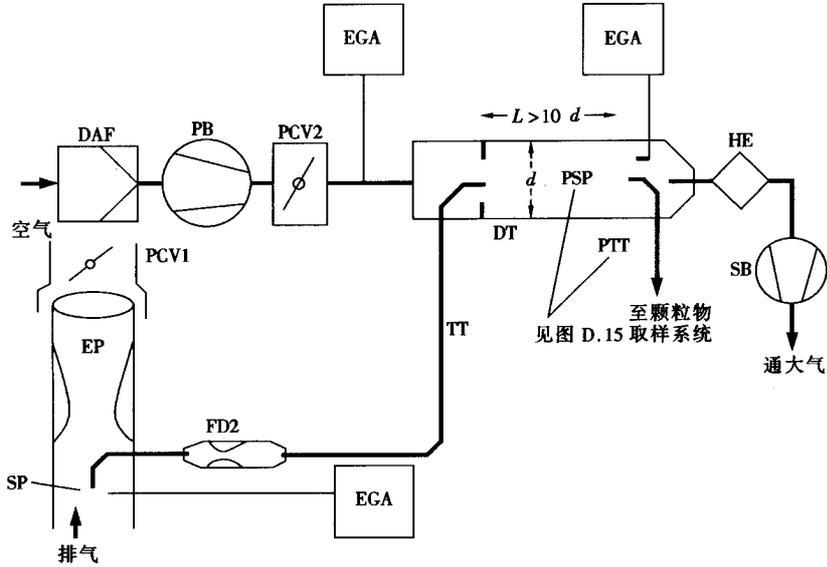 EGA
EGA
DAF
PB
PCV2
L>10 d
HE
d
PSP
空气
DT
PTT
PCV1
SB
EP
TT
至颗粒物
见图 D.15 取样系统
通大气
FD2
SP
EGA
排气